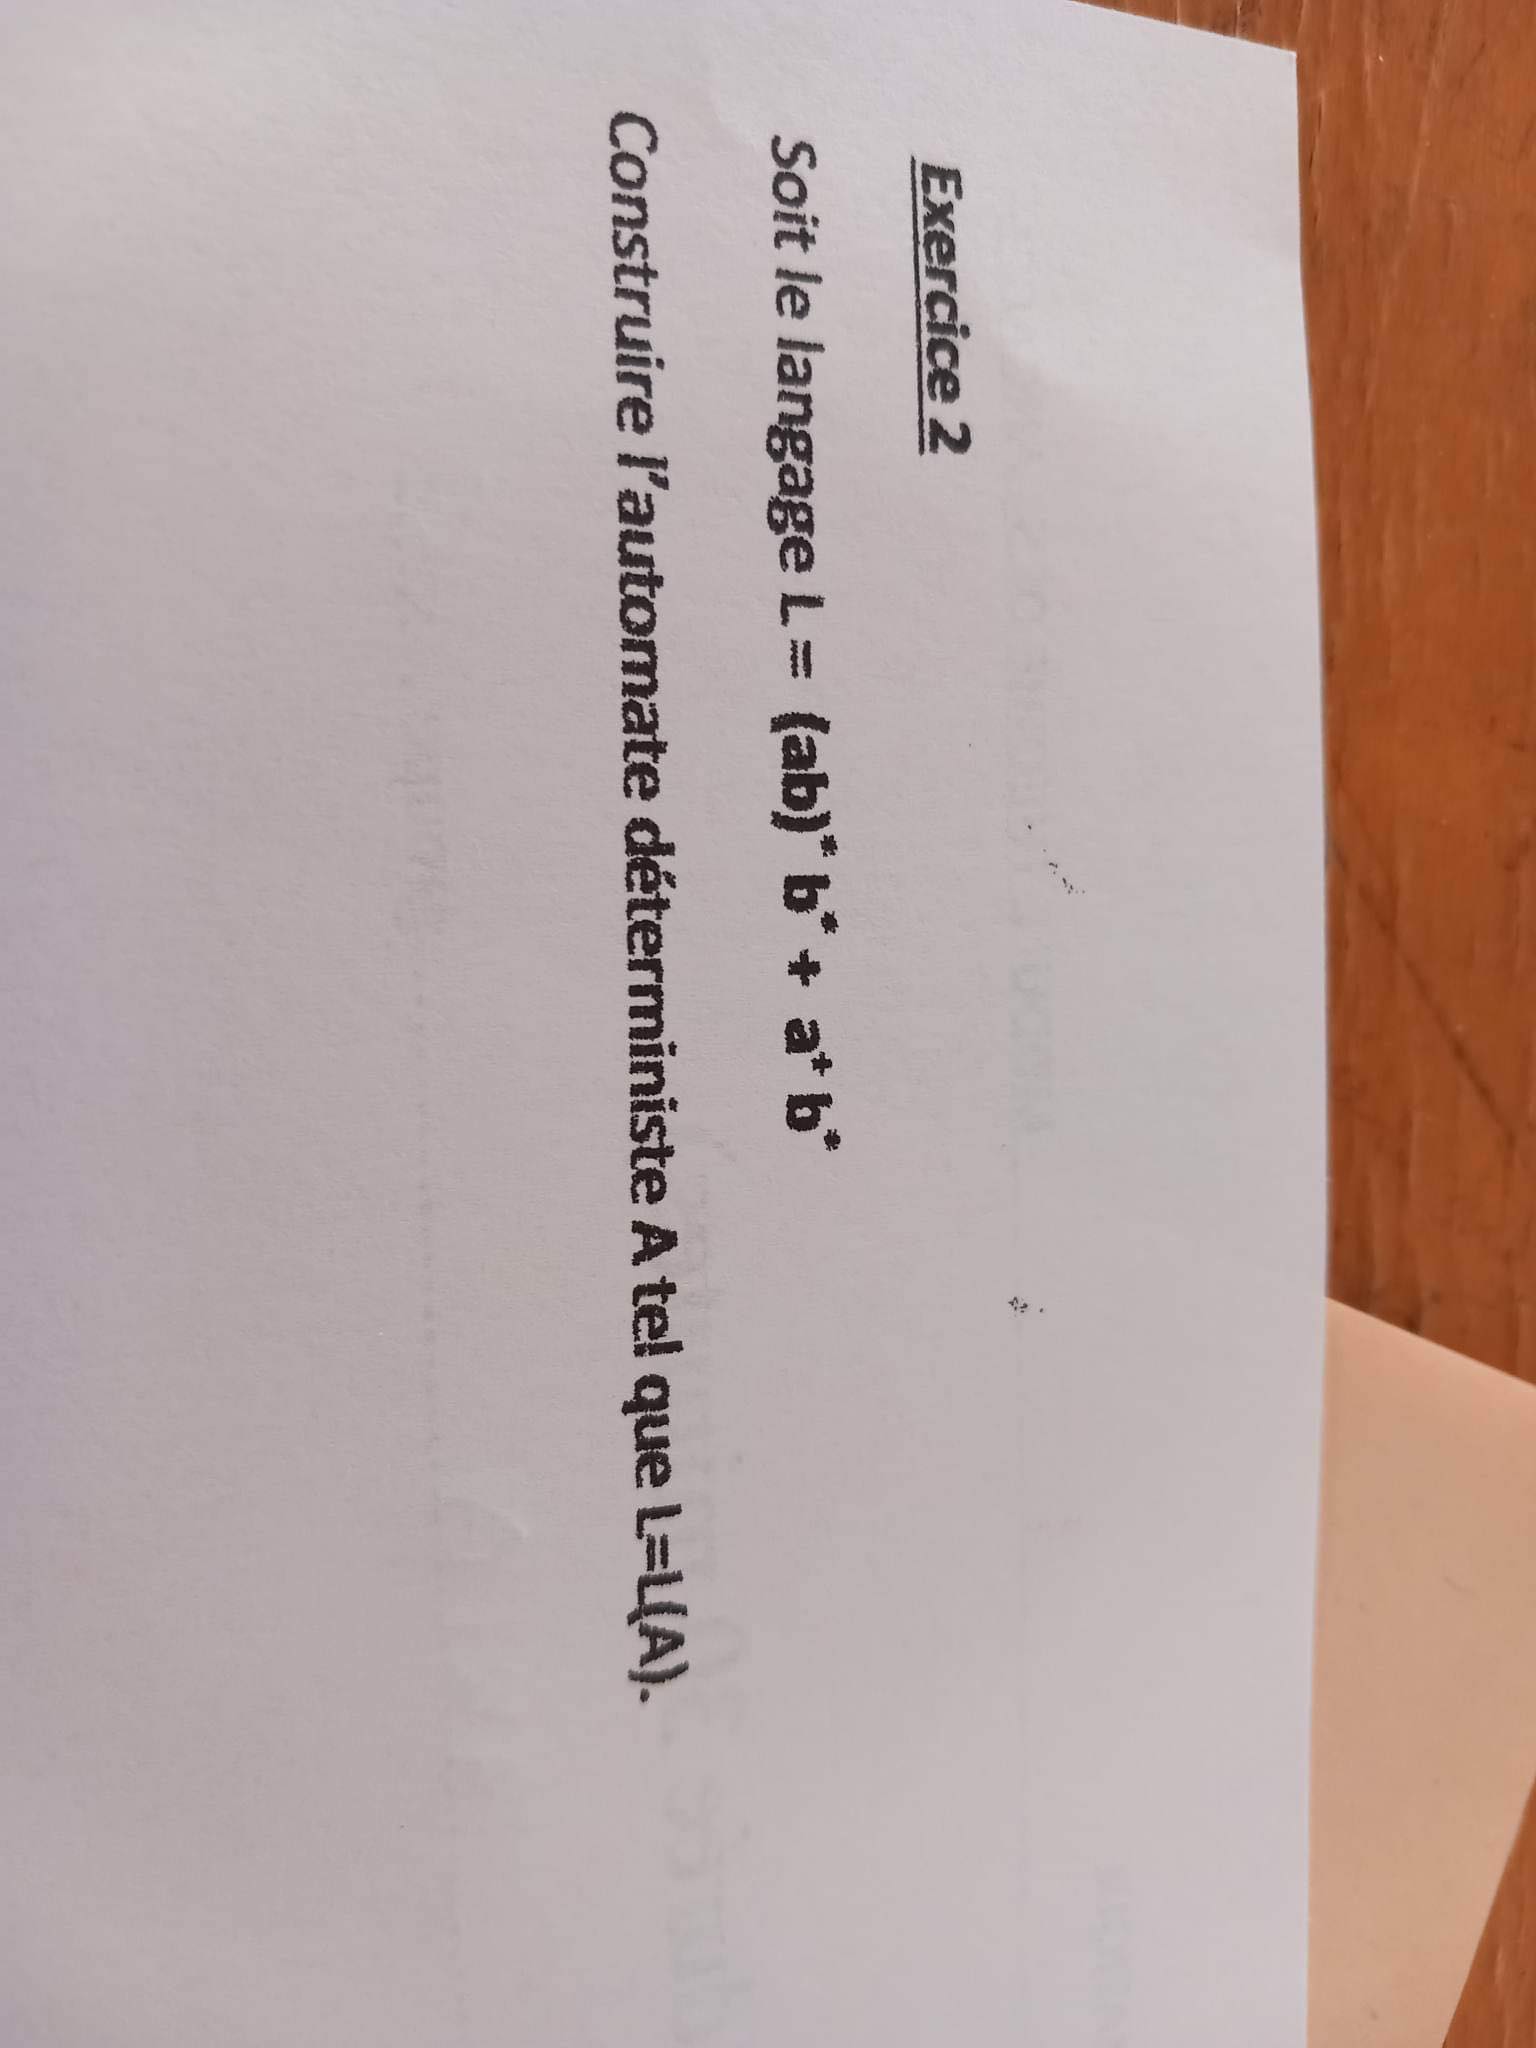 Exercice 2
Soit le langage L = (ab)* b* + a⁺ b*
Construire l'automate déterministe A tel que L=L(A).